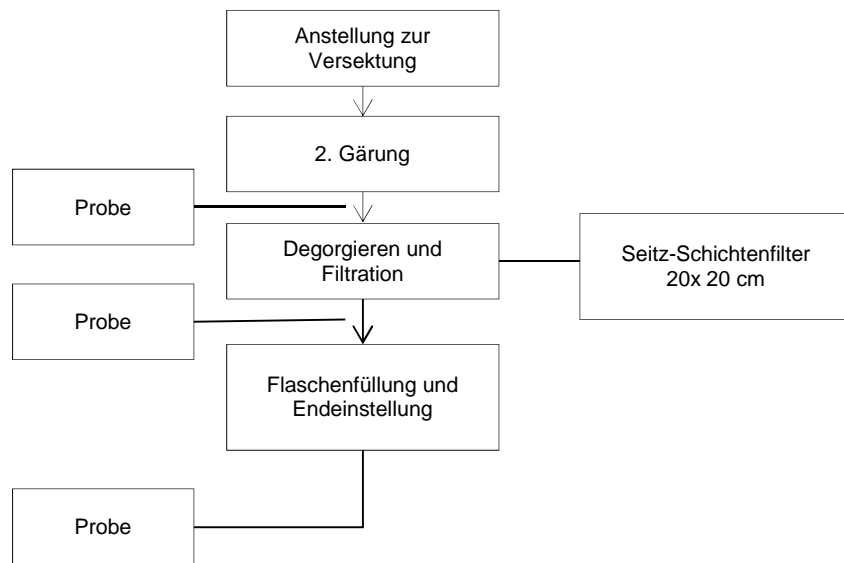 Anstellung zur
Versektung
2. Gärung
Probe
Degorgieren und
Filtration
Seitz-Schichtenfilter
20x 20 cm
Probe
Flaschenfüllung und
Endeinstellung
Probe